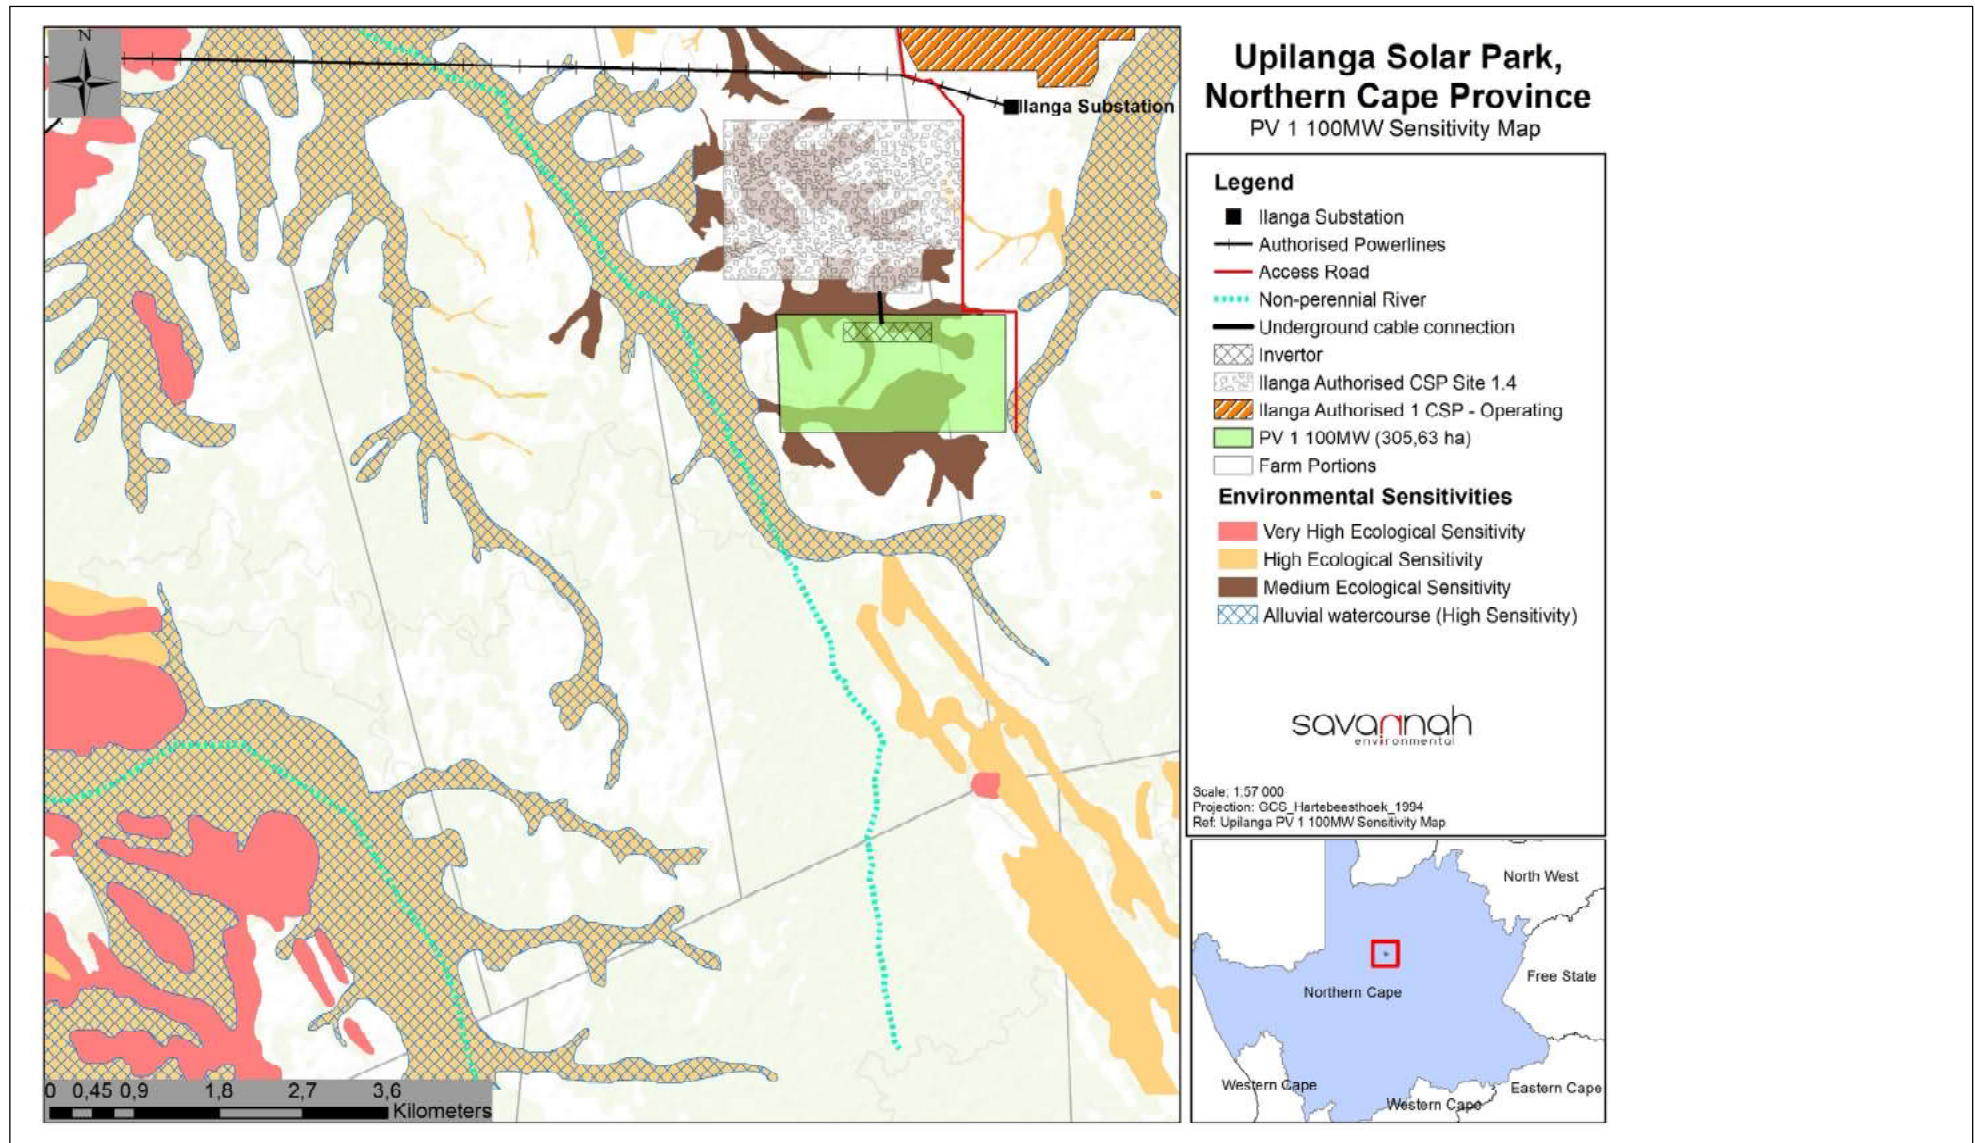 N
Ilanga Substation
0 0,45 0,9 1,8 2,7 3,6
Kilometers
Upilanga Solar Park,
Northern Cape Province
PV 1 100MW Sensitivity Map
Legend
Ilanga Substation
Authorised Powerlines
Access Road
Non-perennial River
Underground cable connection
Invertor
Ilanga Authorised CSP Site 1.4
Ilanga Authorised 1 CSP - Operating
PV 1 100MW (305,63 ha)
Farm Portions
Environmental Sensitivities
Very High Ecological Sensitivity
High Ecological Sensitivity
Medium Ecological Sensitivity
Alluvial watercourse (High Sensitivity)
savannah
environmental
Scale: 1:57 000
Projection: GCS_Hartebeesthoek_1994
Ref: Upilanga PV 1 100MW Sensitivity Map
North West
Free State
Northern Cape
Western Cape
Eastern Cape
Western Cape